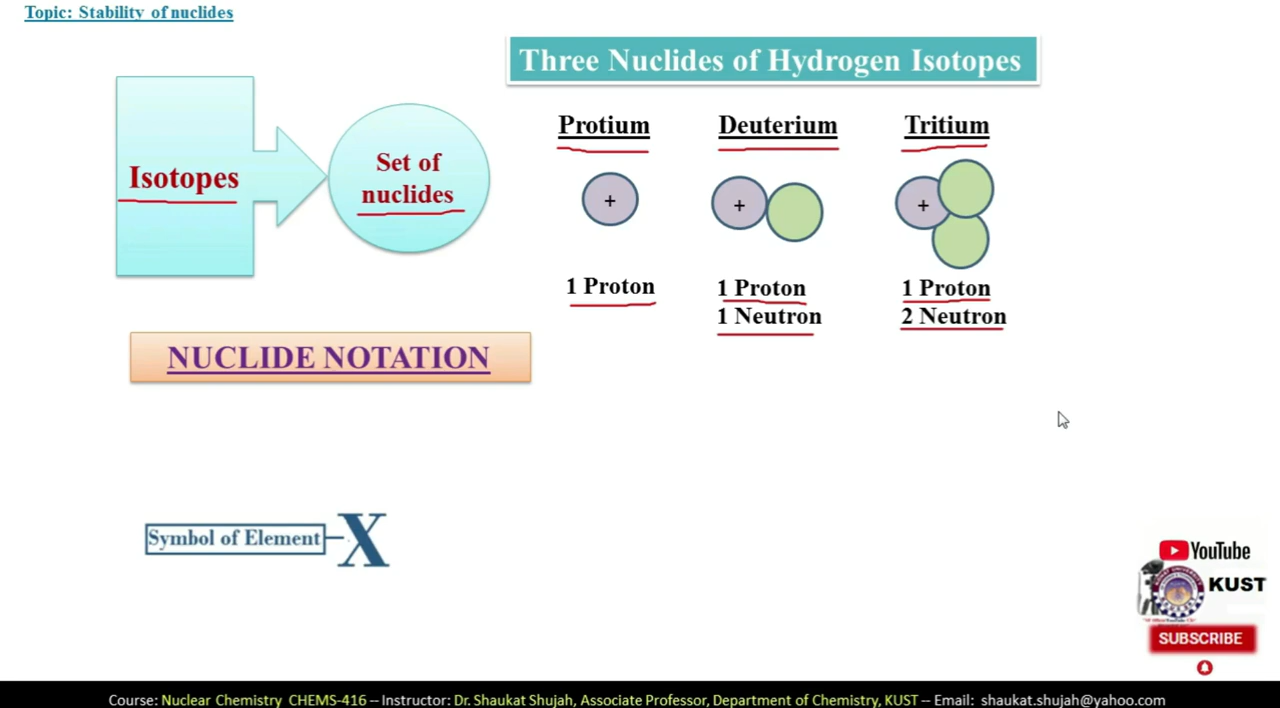 Topic: Stability of nuclides
Three Nuclides of Hydrogen Isotopes
Isotopes
Set of
nuclides
Protium
Deuterium
Tritium
+
+
+
1 Proton
1 Proton
1 Neutron
1 Proton
2 Neutron
NUCLIDE NOTATION
Symbol of Element
X
YouTube
KUST
SUBSCRIBE
Course: Nuclear Chemistry CHEMS-416 -- Instructor: Dr. Shaukat Shujah, Associate Professor, Department of Chemistry, KUST -- Email: shaukat.shujah@yahoo.com